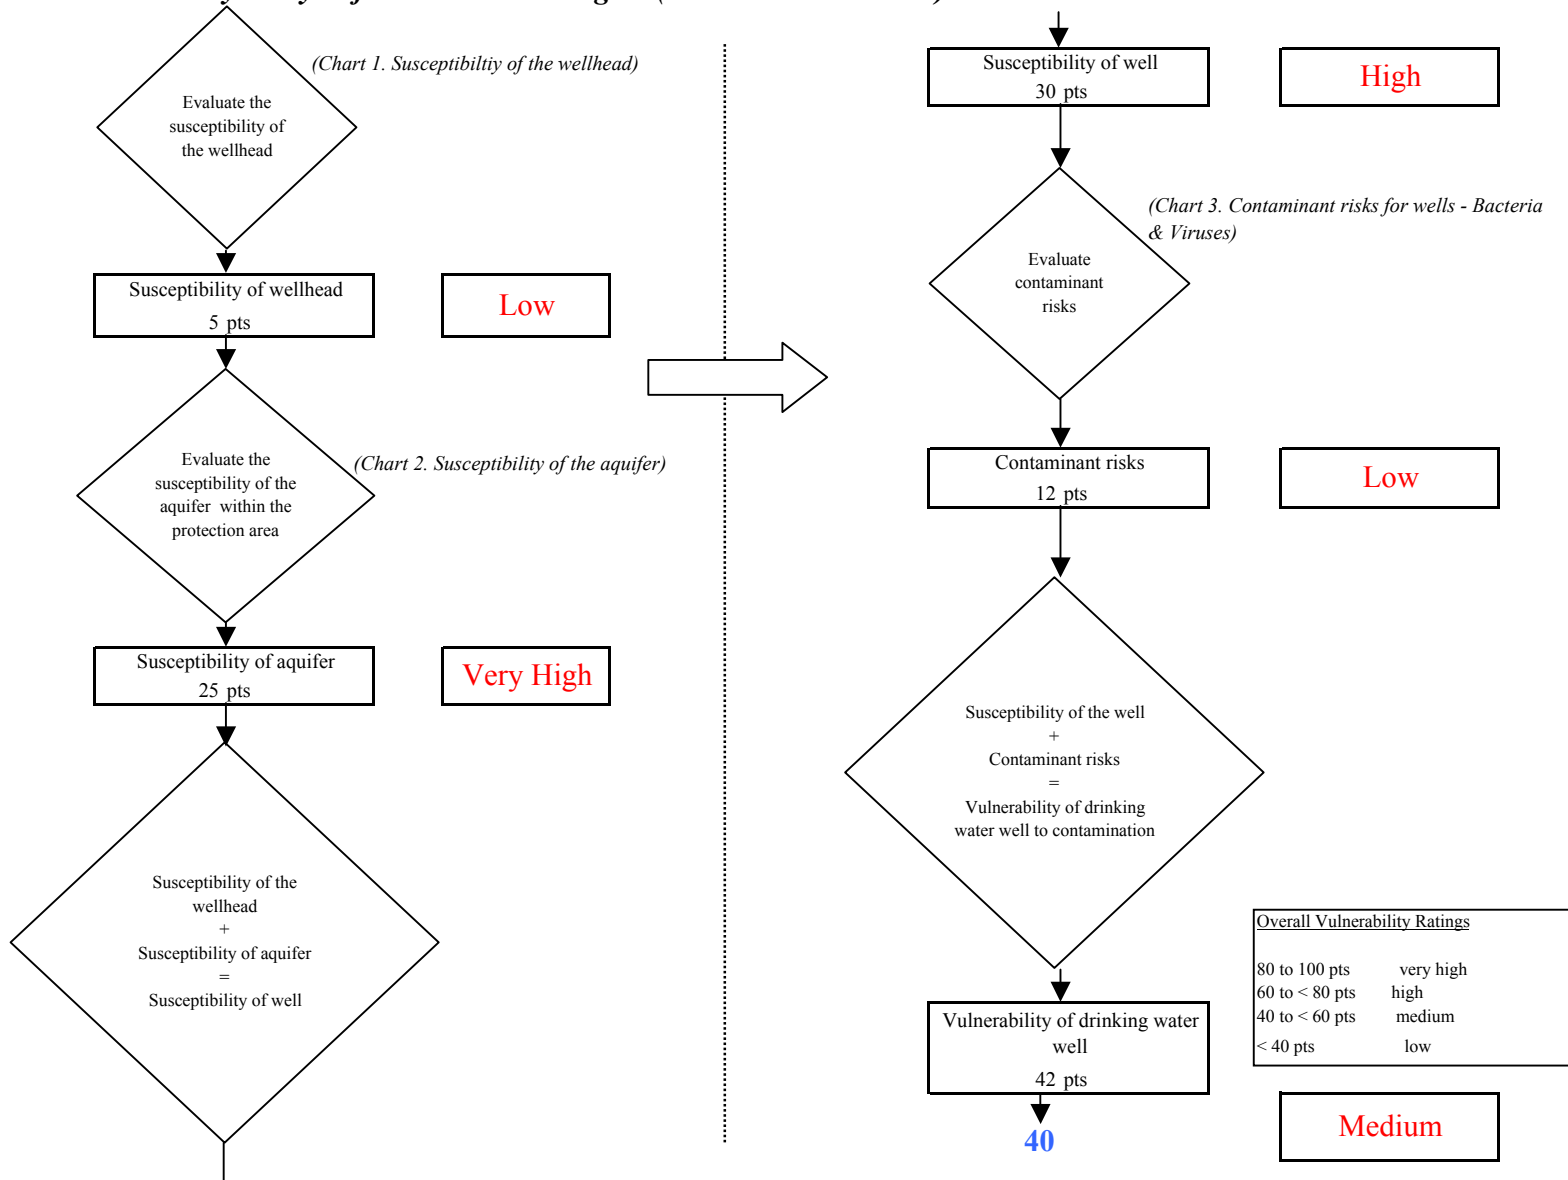 (Chart 1. Susceptibiltiy of the wellhead)
Evaluate the
susceptibility of
the wellhead
Susceptibility of wellhead
5 pts
Low
Evaluate the
susceptibility of the
aquifer within the
protection area
(Chart 2. Susceptibility of the aquifer)
Susceptibility of aquifer
25 pts
Very High
Susceptibility of the
wellhead
+
Susceptibility of aquifer
=
Susceptibility of well
Susceptibility of well
30 pts
High
(Chart 3. Contaminant risks for wells - Bacteria
& Viruses)
Evaluate
contaminant
risks
Contaminant risks
12 pts
Low
Susceptibility of the well
+
Contaminant risks
=
Vulnerability of drinking
water well to contamination
Overall Vulnerability Ratings
80 to 100 pts very high
60 to < 80 pts high
40 to < 60 pts medium
< 40 pts low
Vulnerability of drinking water
well
42 pts
40
Medium